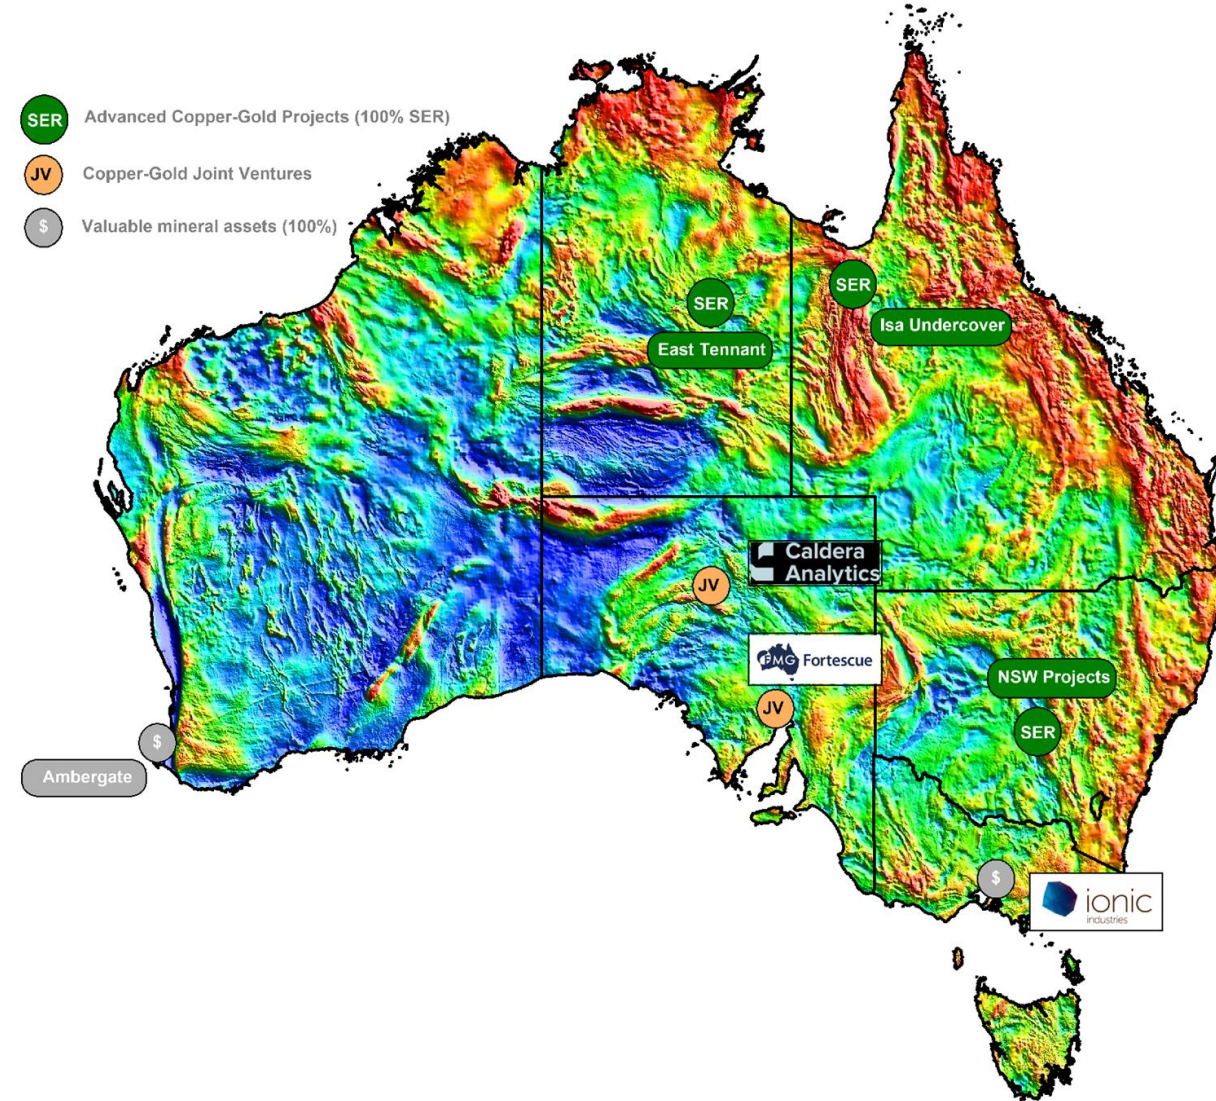 SER Advanced Copper-Gold Projects (100% SER)
JV Copper-Gold Joint Ventures
$ Valuable mineral assets (100%)
SER
SER
Isa Undercover
East Tennant
Caldera
Analytics
JV
FMG Fortescue
NSW Projects
JV
SER
$
Ambergate
$
ionic
industries